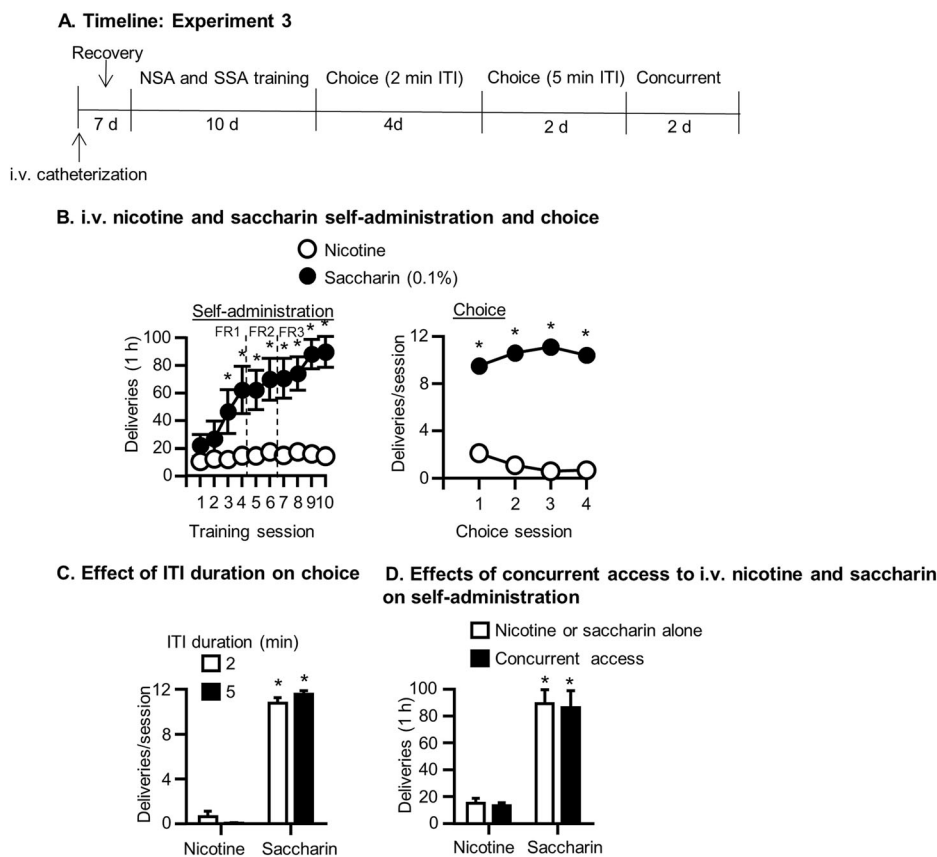 A. Timeline: Experiment 3
Recovery
NSA and SSA training
Choice (2 min ITI)
Choice (5 min ITI)
Concurrent
7 d
10 d
4d
2 d
2 d
i.v. catheterization
B. i.v. nicotine and saccharin self-administration and choice
Nicotine
Saccharin (0.1%)
Self-administration
FR1 FR2 FR3
* * * * * * * *
Deliveries (1 h)
100
80
60
40
20
0
1 2 3 4 5 6 7 8 9 10
Training session
Choice
* * * *
Deliveries/session
12
8
4
0
1 2 3 4
Choice session
C. Effect of ITI duration on choice
ITI duration (min)
2
5
* *
Deliveries/session
12
8
4
0
Nicotine Saccharin
D. Effects of concurrent access to i.v. nicotine and saccharin
on self-administration
Nicotine or saccharin alone
Concurrent access
* *
Deliveries (1 h)
100
80
60
40
20
0
Nicotine Saccharin